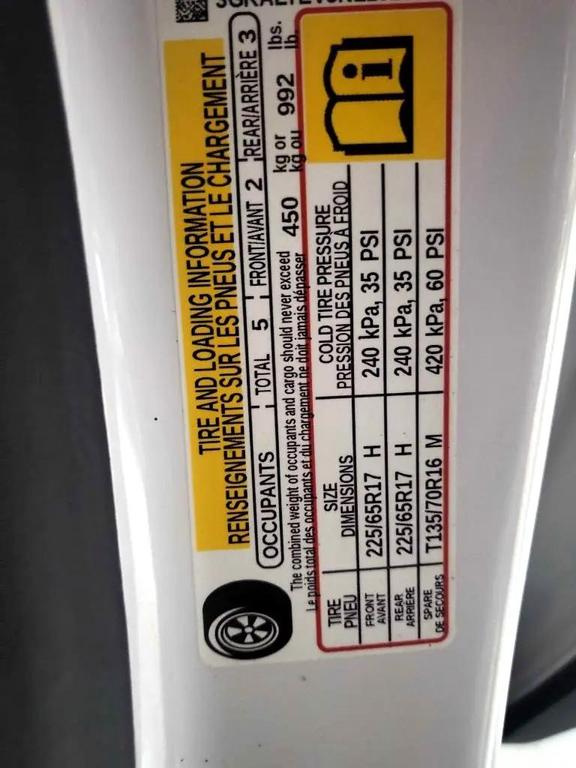 TIRE AND LOADING INFORMATION
RENSEIGNEMENTS SUR LES PNEUS ET LE CHARGEMENT
OCCUPANTS TOTAL 5 FRONT/AVANT 2 REAR/ARRIÈRE 3
The combined weight of occupants and cargo should never exceed 450 kg or 992 lbs.
Le poids total des occupants et du chargement ne doit jamais dépasser kg ou lb.
TIRE SIZE COLD TIRE PRESSURE
PNEU DIMENSIONS PRESSION DES PNEUS À FROID
FRONT 225/65R17 H 240 kPa, 35 PSI
AVANT
REAR 225/65R17 H 240 kPa, 35 PSI
ARRIÈRE
SPARE T135/70R16 M 420 kPa, 60 PSI
DE SECOURS